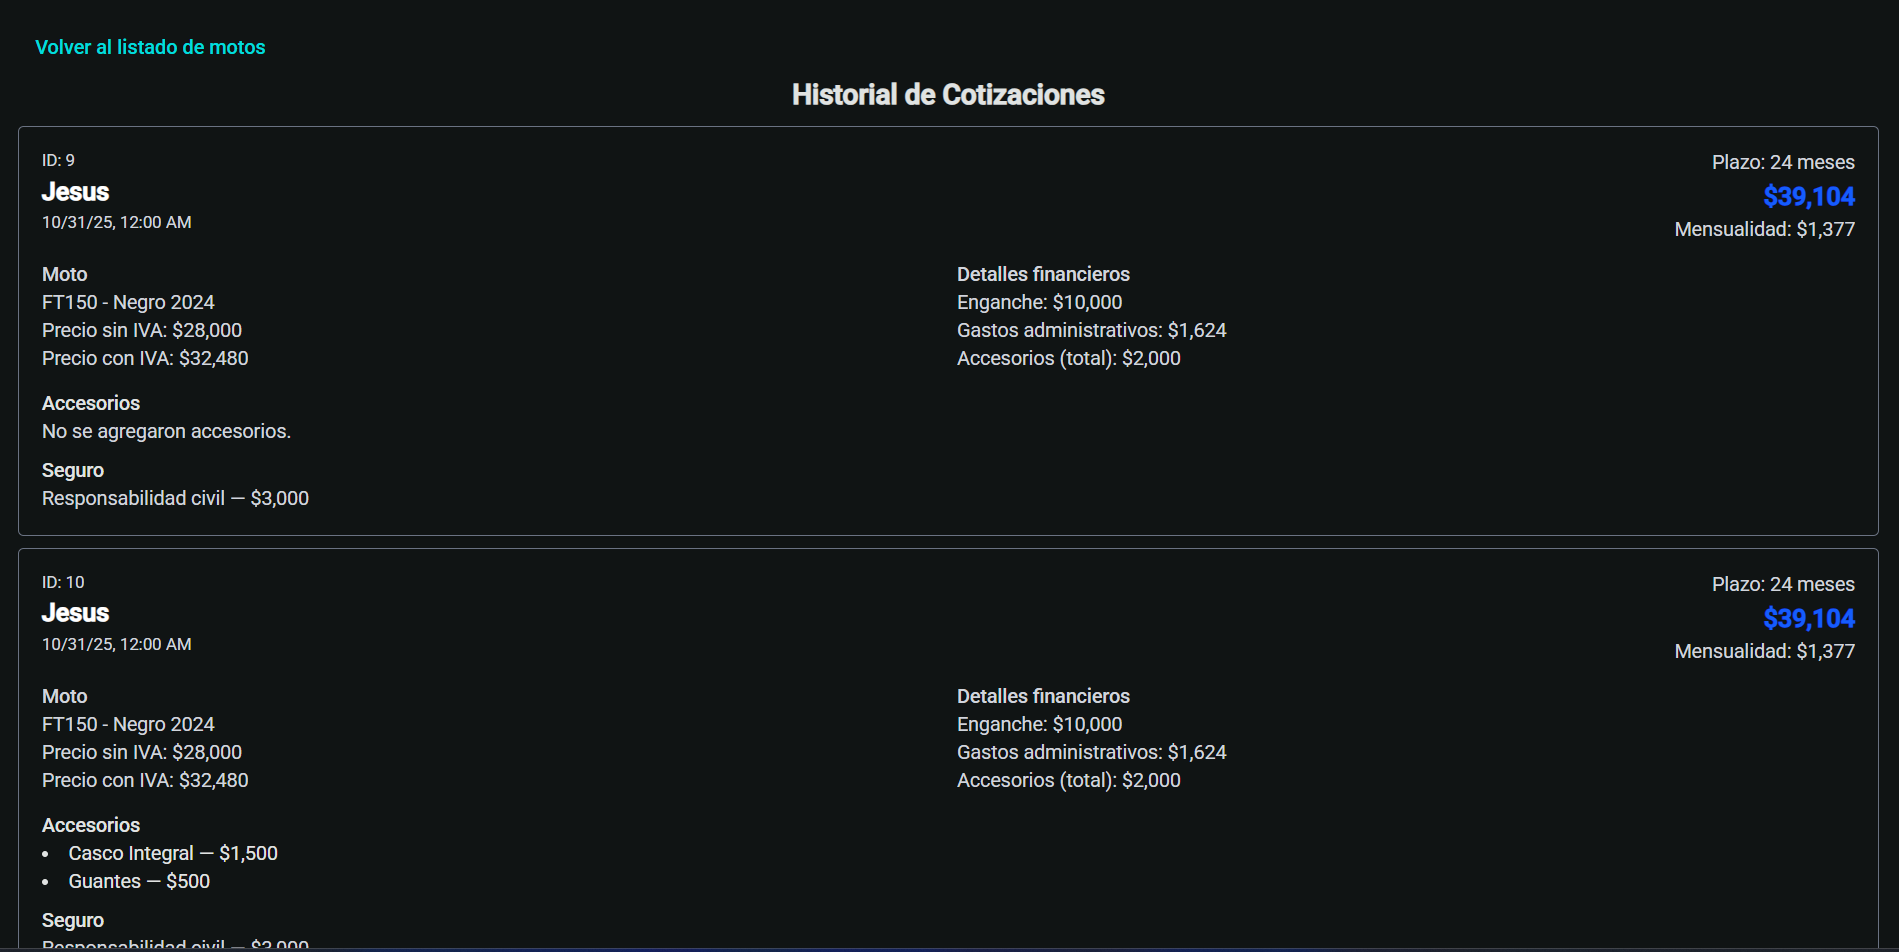 Volver al listado de motos
Historial de Cotizaciones
ID: 9
Jesus
10/31/25, 12:00 AM
Plazo: 24 meses
$39,104
Mensualidad: $1,377
Moto
FT150 - Negro 2024
Precio sin IVA: $28,000
Precio con IVA: $32,480
Detalles financieros
Enganche: $10,000
Gastos administrativos: $1,624
Accesorios (total): $2,000
Accesorios
No se agregaron accesorios.
Seguro
Responsabilidad civil — $3,000
ID: 10
Jesus
10/31/25, 12:00 AM
Plazo: 24 meses
$39,104
Mensualidad: $1,377
Moto
FT150 - Negro 2024
Precio sin IVA: $28,000
Precio con IVA: $32,480
Detalles financieros
Enganche: $10,000
Gastos administrativos: $1,624
Accesorios (total): $2,000
Accesorios
• Casco Integral — $1,500
• Guantes — $500
Seguro
Responsabilidad civil — $3,000